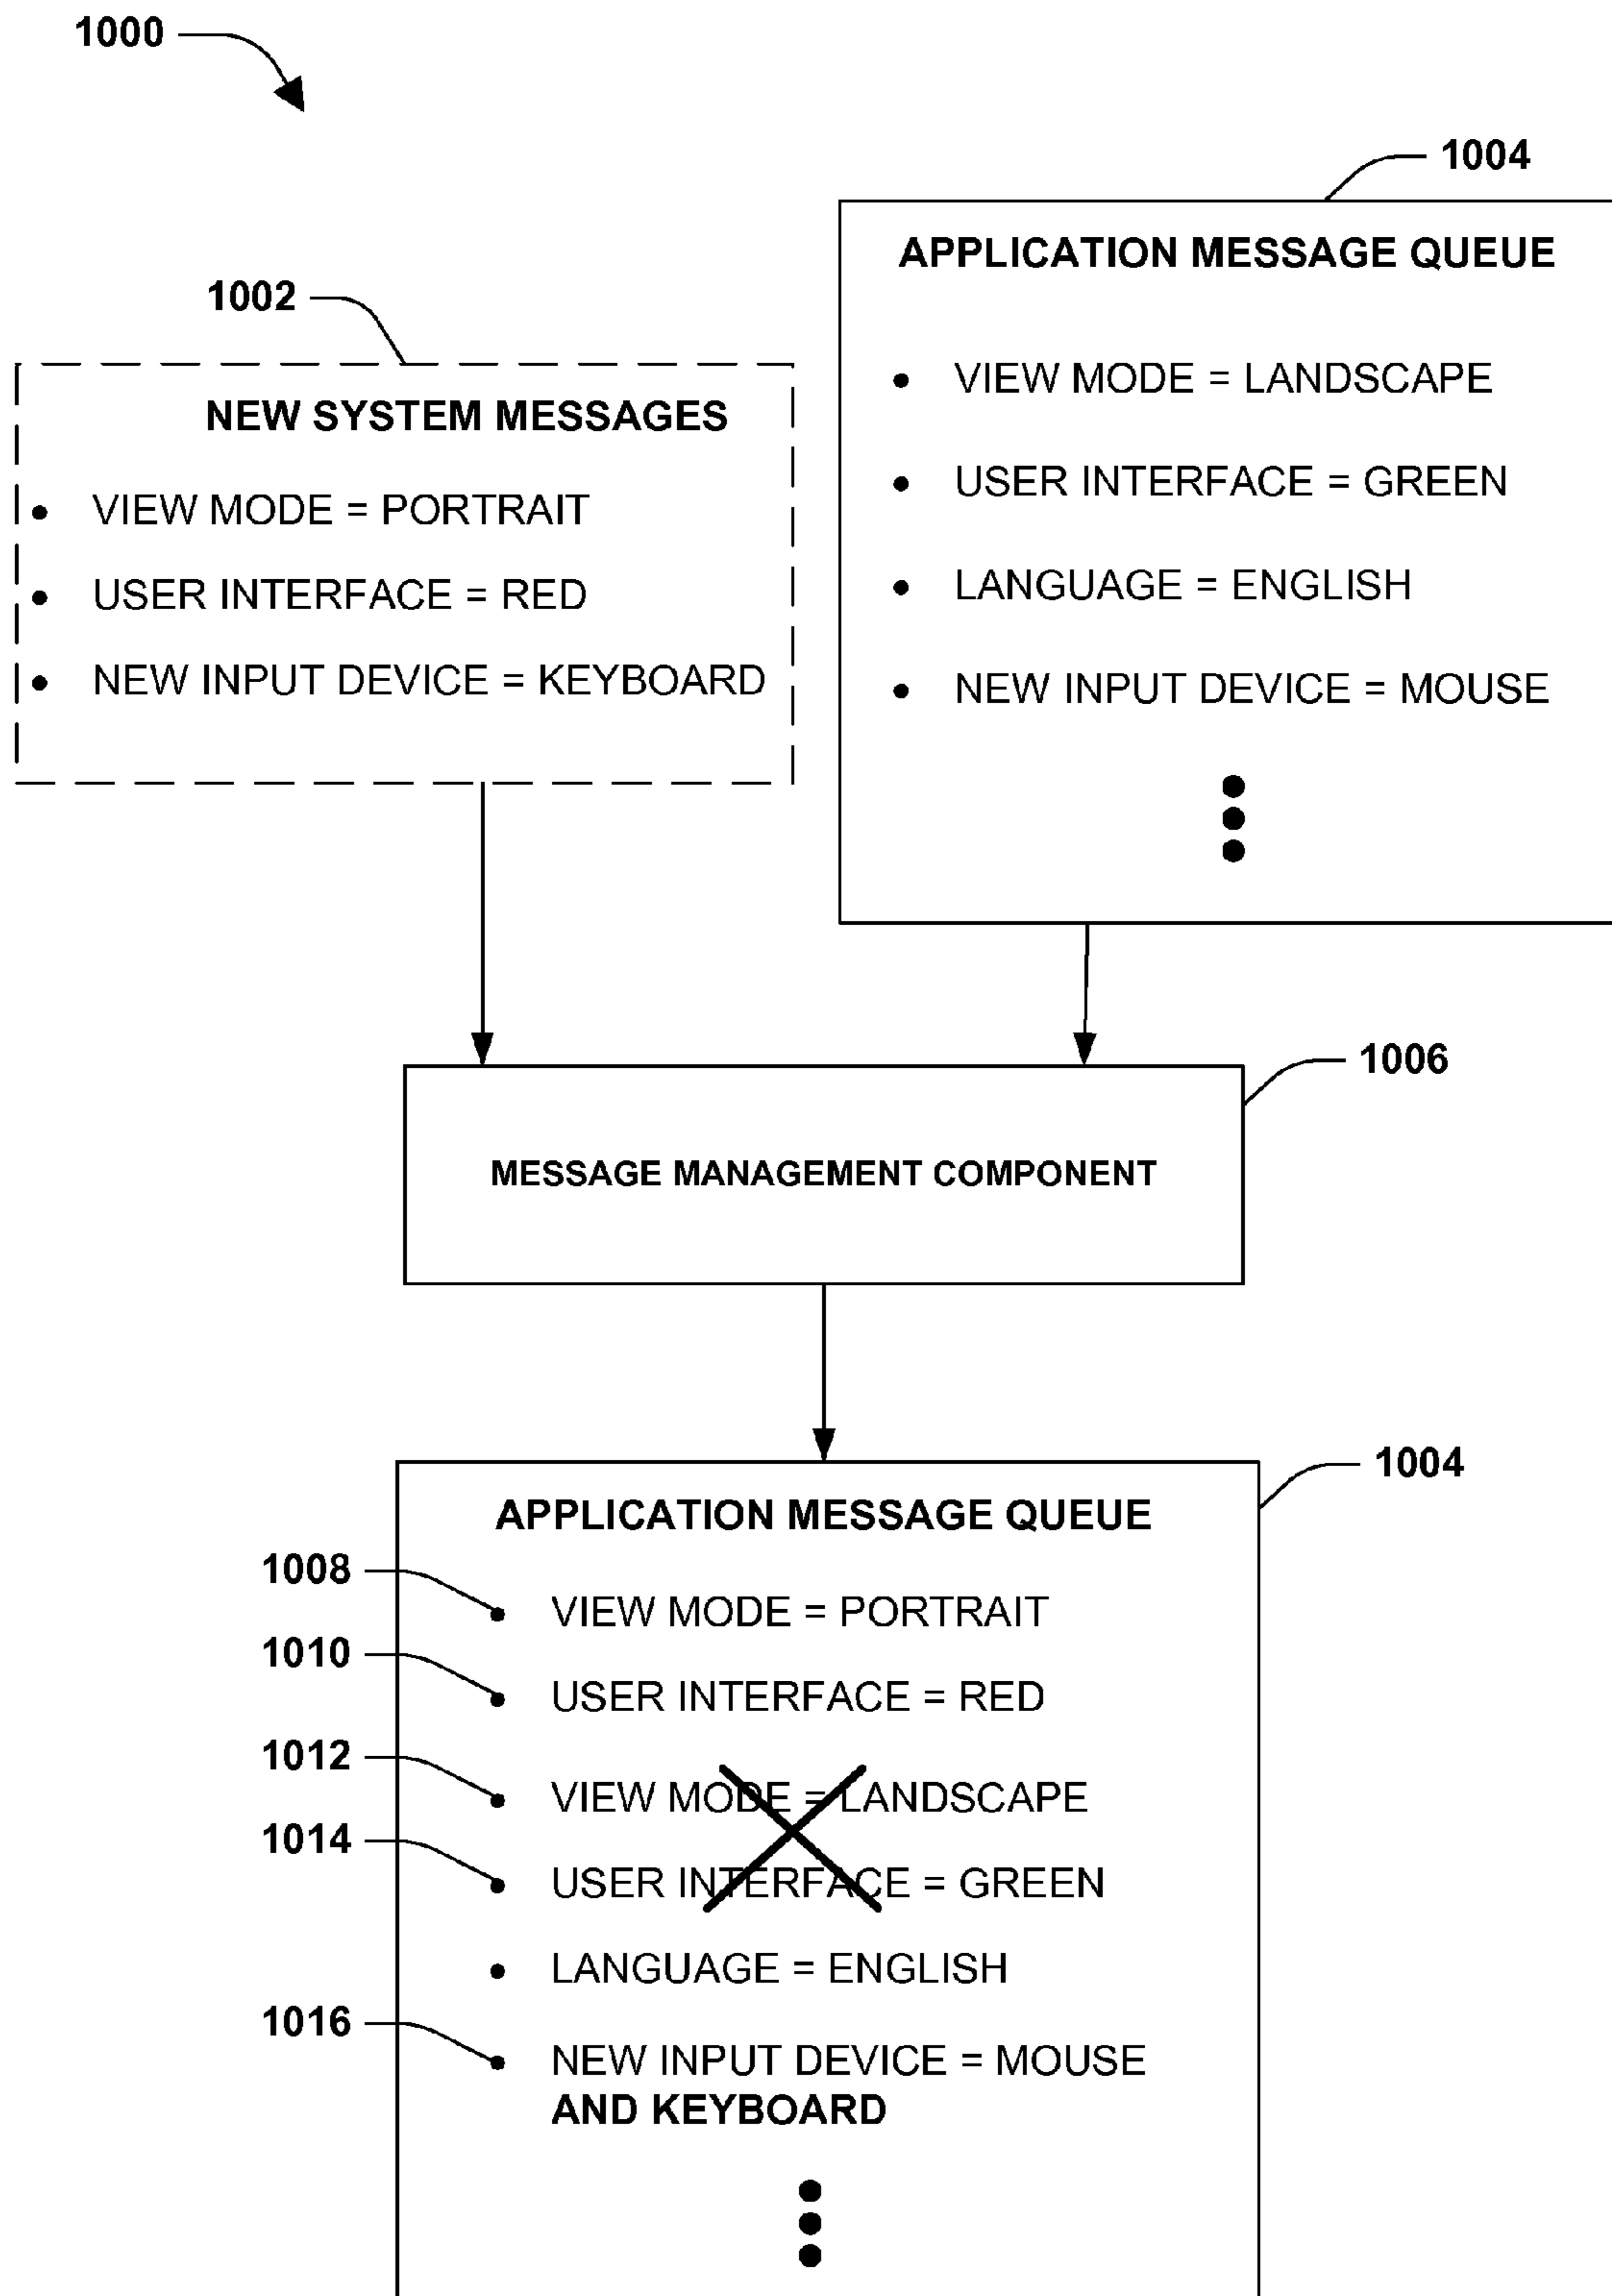 1000
1004
APPLICATION MESSAGE QUEUE
• VIEW MODE = LANDSCAPE
• USER INTERFACE = GREEN
• LANGUAGE = ENGLISH
• NEW INPUT DEVICE = MOUSE
1002
NEW SYSTEM MESSAGES
• VIEW MODE = PORTRAIT
• USER INTERFACE = RED
• NEW INPUT DEVICE = KEYBOARD
1006
MESSAGE MANAGEMENT COMPONENT
1004
APPLICATION MESSAGE QUEUE
1008
• VIEW MODE = PORTRAIT
1010
• USER INTERFACE = RED
1012
• VIEW MODE = LANDSCAPE
1014
• USER INTERFACE = GREEN
• LANGUAGE = ENGLISH
1016
• NEW INPUT DEVICE = MOUSE
AND KEYBOARD